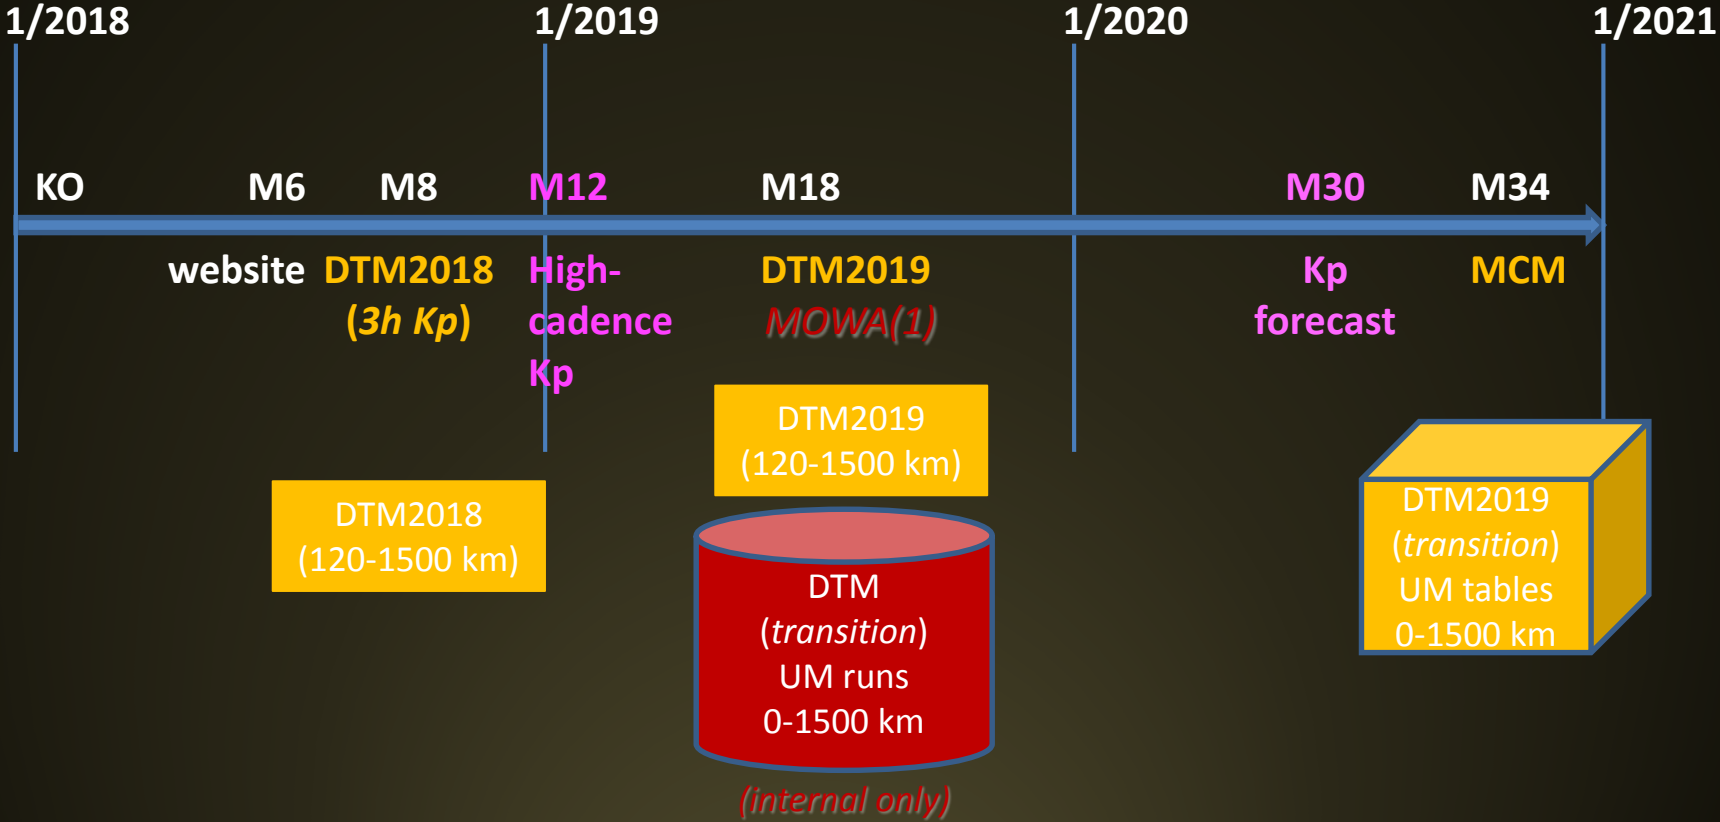 1/2018
1/2019
1/2020
1/2021
KO
M6
M8
M12
M18
M30
M34
website
DTM2018
(3h Kp)
High-
cadence
Kp
DTM2019
MOWA(1)
Kp
forecast
MCM
DTM2018
(120-1500 km)
DTM2019
(120-1500 km)
DTM
(transition)
UM runs
0-1500 km
(internal only)
DTM2019
(transition)
UM tables
0-1500 km